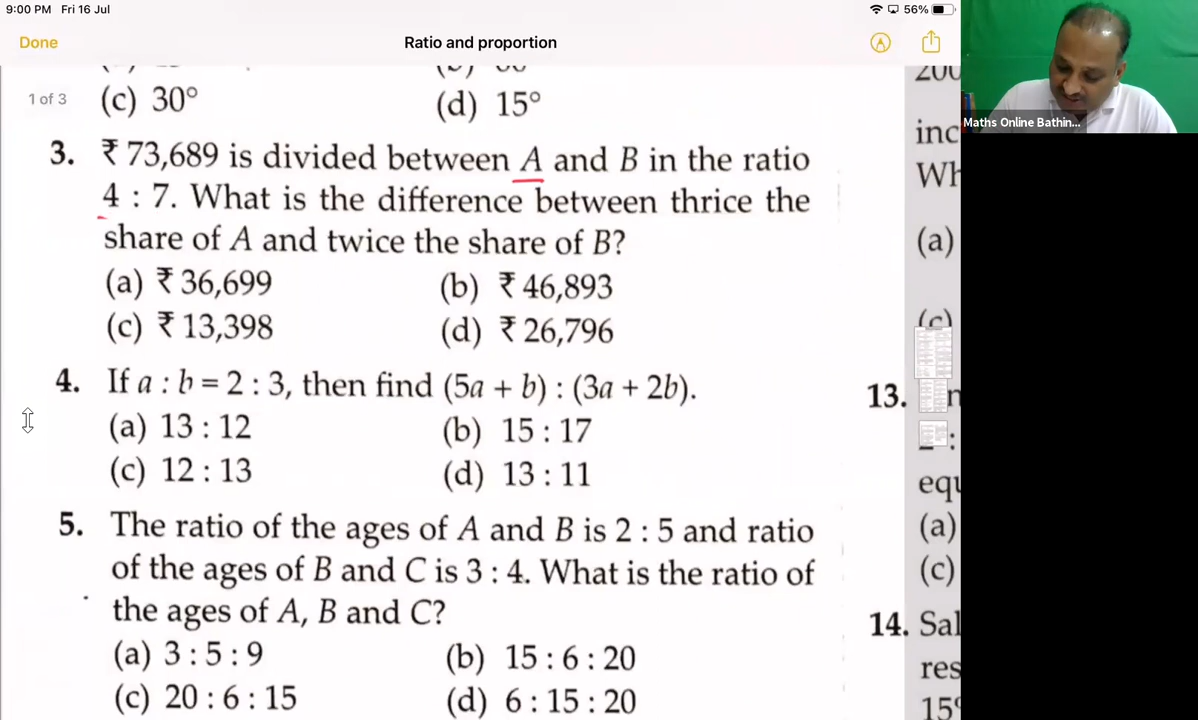 9:00 PM Fri 16 Jul
56%
Done
Ratio and proportion
1 of 3
(c) 30°
(d) 15°
3. ₹ 73,689 is divided between A and B in the ratio
4 : 7. What is the difference between thrice the
share of A and twice the share of B?
(a) ₹ 36,699
(b) ₹ 46,893
(c) ₹ 13,398
(d) ₹ 26,796
4. If a : b = 2 : 3, then find (5a + b) : (3a + 2b).
(a) 13 : 12
(b) 15 : 17
(c) 12 : 13
(d) 13 : 11
5. The ratio of the ages of A and B is 2 : 5 and ratio
of the ages of B and C is 3 : 4. What is the ratio of
the ages of A, B and C?
(a) 3 : 5 : 9
(b) 15 : 6 : 20
(c) 20 : 6 : 15
(d) 6 : 15 : 20
inc
Wh
(a)
(c)
13.
equ
(a)
(c)
14. Sal
res
15°
Maths Online Bathin...